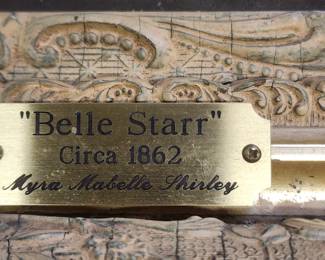 "Belle Starr"
Circa 1862
Myra Mabelle Shirley